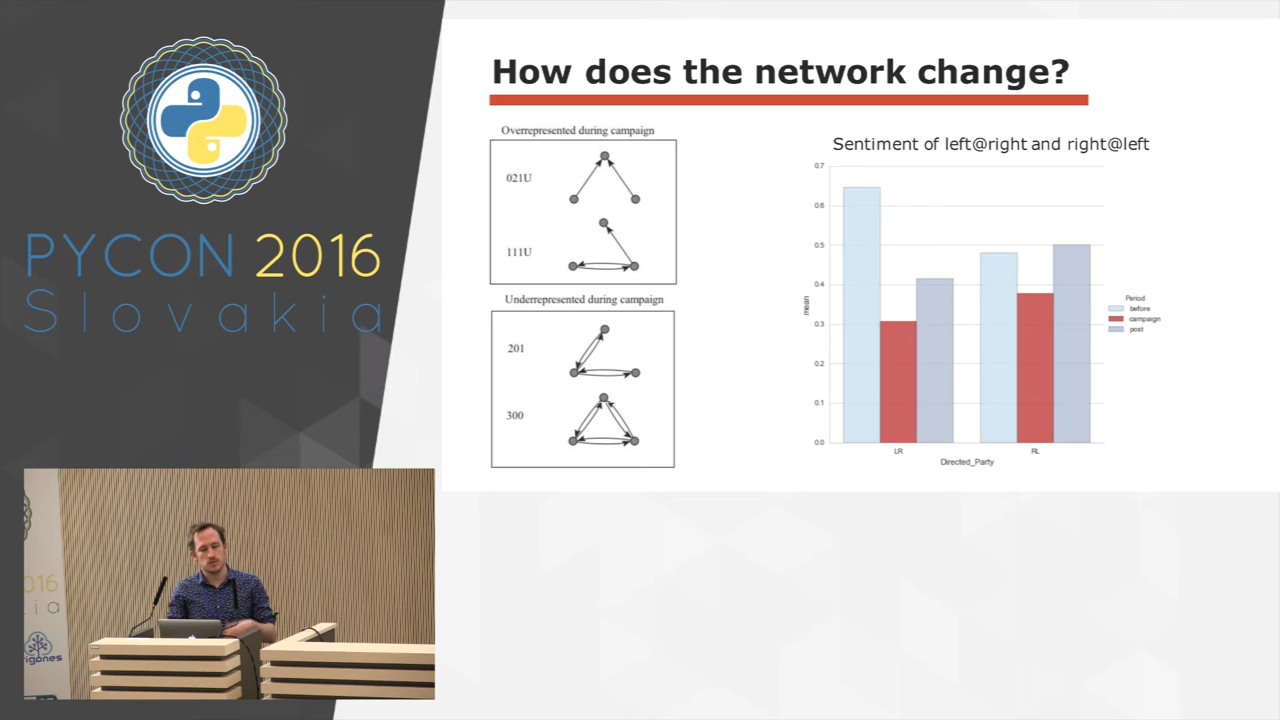 PYCON 2016
Slovakia
How does the network change?
Overrepresented during campaign
021U
111U
Underrepresented during campaign
201
300
Sentiment of left@right and right@left
0.7
0.6
0.5
0.4
0.3
0.2
0.1
0.0
mean
LR
RL
Directed_Party
Period
before
campaign
post
016
ia